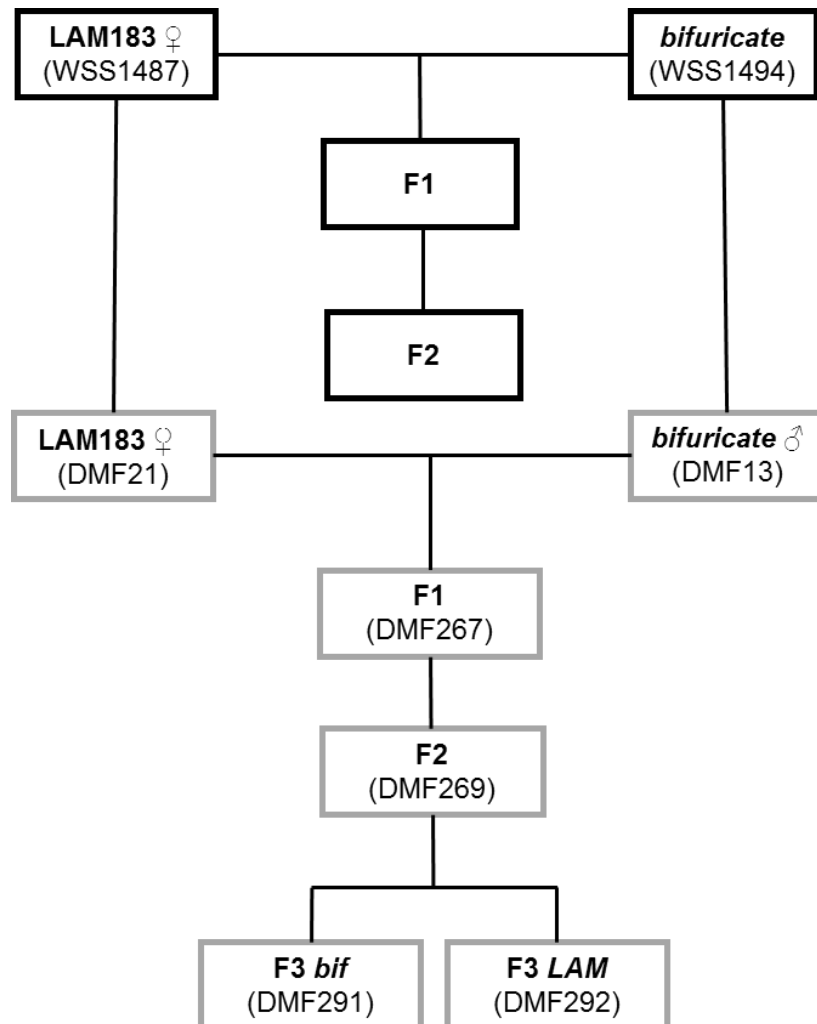 LAM183 ♀
(WSS1487)
bifuricate
(WSS1494)
F1
F2
LAM183 ♀
(DMF21)
bifuricate ♂
(DMF13)
F1
(DMF267)
F2
(DMF269)
F3 bif
(DMF291)
F3 LAM
(DMF292)